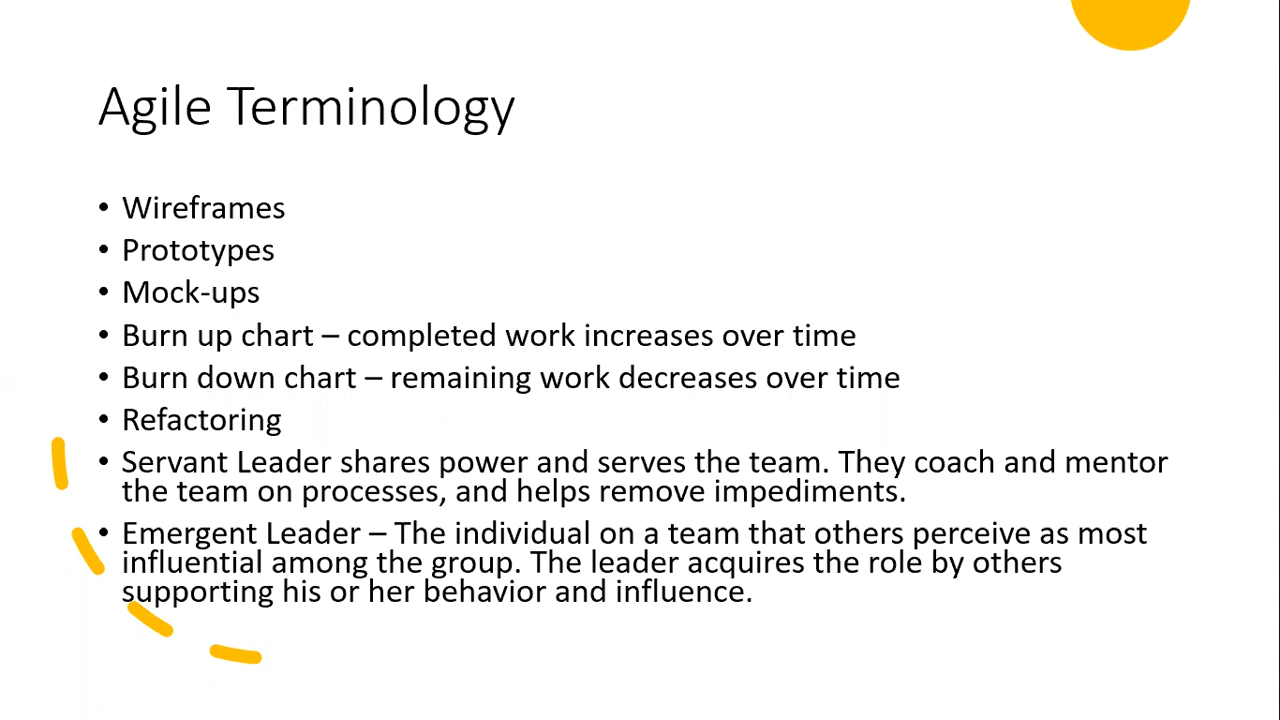 Agile Terminology
• Wireframes
• Prototypes
• Mock-ups
• Burn up chart – completed work increases over time
• Burn down chart – remaining work decreases over time
• Refactoring
• Servant Leader shares power and serves the team. They coach and mentor
the team on processes, and helps remove impediments.
• Emergent Leader – The individual on a team that others perceive as most
influential among the group. The leader acquires the role by others
supporting his or her behavior and influence.